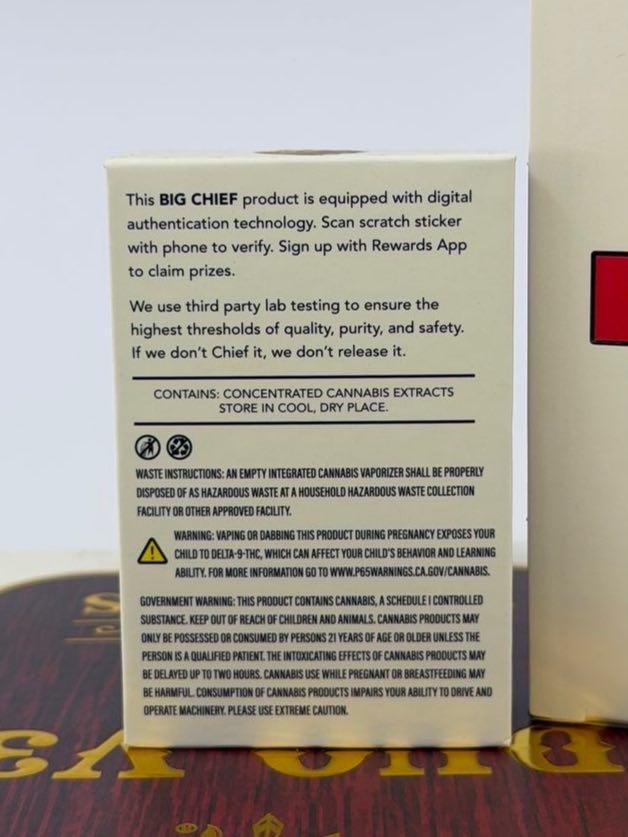 This BIG CHIEF product is equipped with digital
authentication technology. Scan scratch sticker
with phone to verify. Sign up with Rewards App
to claim prizes.
We use third party lab testing to ensure the
highest thresholds of quality, purity, and safety.
If we don't Chief it, we don't release it.
CONTAINS: CONCENTRATED CANNABIS EXTRACTS
STORE IN COOL, DRY PLACE.
WASTE INSTRUCTIONS: AN EMPTY INTEGRATED CANNABIS VAPORIZER SHALL BE PROPERLY
DISPOSED OF AS HAZARDOUS WASTE AT A HOUSEHOLD HAZARDOUS WASTE COLLECTION
FACILITY OR OTHER APPROVED FACILITY.
WARNING: VAPING OR DABBING THIS PRODUCT DURING PREGNANCY EXPOSES YOUR
CHILD TO DELTA-9-THC, WHICH CAN AFFECT YOUR CHILD'S BEHAVIOR AND LEARNING
ABILITY. FOR MORE INFORMATION GO TO WWW.P65WARNINGS.CA.GOV/CANNABIS.
GOVERNMENT WARNING: THIS PRODUCT CONTAINS CANNABIS, A SCHEDULE I CONTROLLED
SUBSTANCE. KEEP OUT OF REACH OF CHILDREN AND ANIMALS. CANNABIS PRODUCTS MAY
ONLY BE POSSESSED OR CONSUMED BY PERSONS 21 YEARS OF AGE OR OLDER UNLESS THE
PERSON IS A QUALIFIED PATIENT. THE INTOXICATING EFFECTS OF CANNABIS PRODUCTS MAY
BE DELAYED UP TO TWO HOURS. CANNABIS USE WHILE PREGNANT OR BREASTFEEDING MAY
BE HARMFUL. CONSUMPTION OF CANNABIS PRODUCTS IMPAIRS YOUR ABILITY TO DRIVE AND
OPERATE MACHINERY. PLEASE USE EXTREME CAUTION.